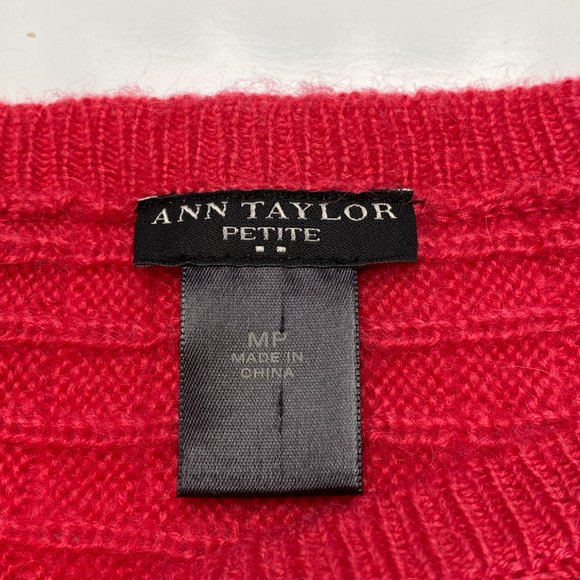 ANN TAYLOR
PETITE
MP
MADE IN
CHINA